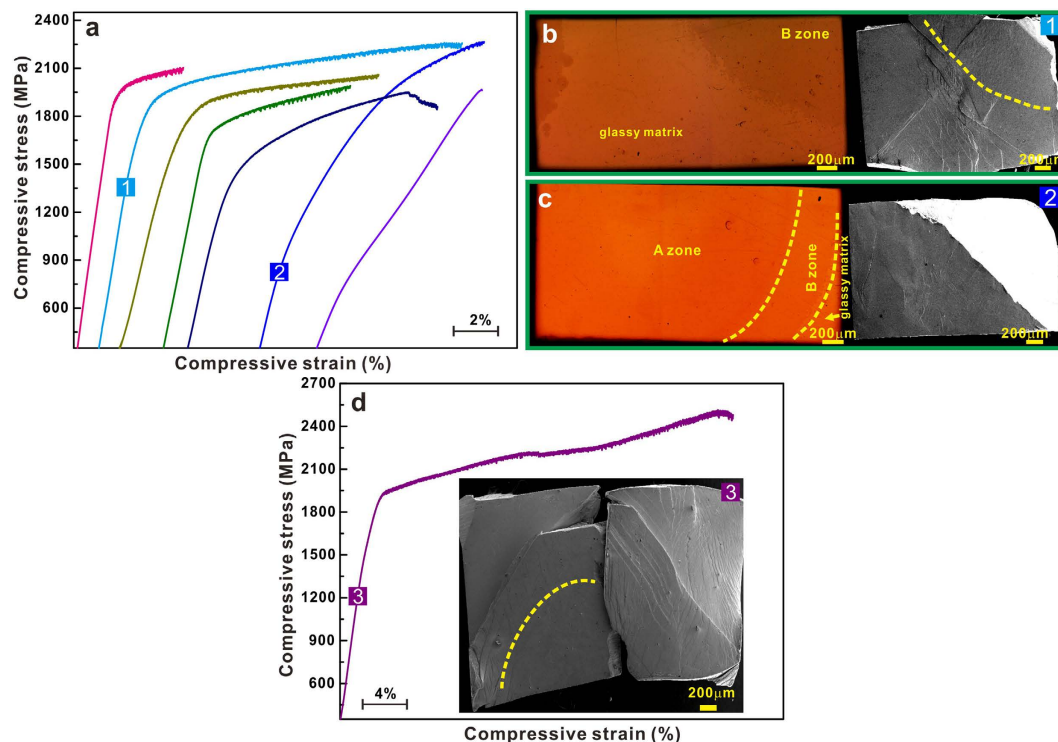 a
2400
2100
1800
1500
1200
900
600
Compressive stress (MPa)
1
2
2%
Compressive strain (%)
b
B zone
glassy matrix
200μm
1
200μm
c
A zone
B zone
glassy matrix
200μm
2
200μm
d
2700
2400
2100
1800
1500
1200
900
600
Compressive stress (MPa)
3
4%
3
200μm
Compressive strain (%)